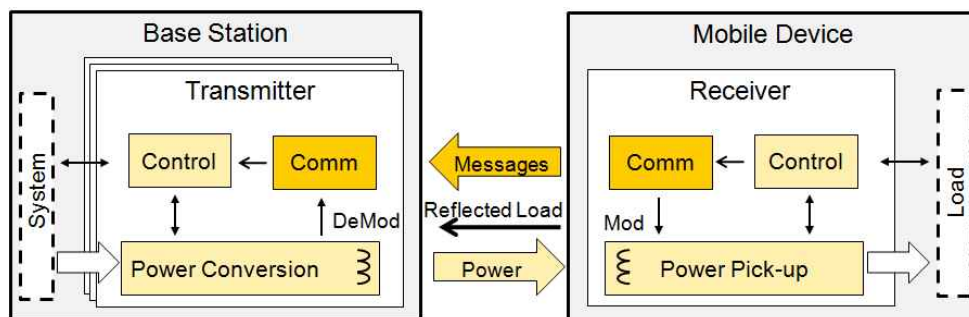 Base Station
Transmitter
System
Control
Comm
DeMod
Power Conversion
Messages
Reflected Load
Power
Mobile Device
Receiver
Comm
Control
Mod
Power Pick-up
Load